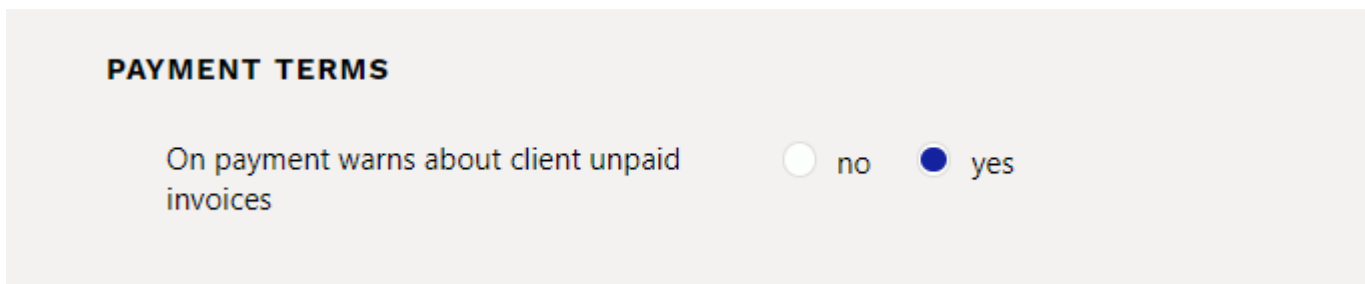 PAYMENT TERMS
On payment warns about client unpaid
invoices
no
yes